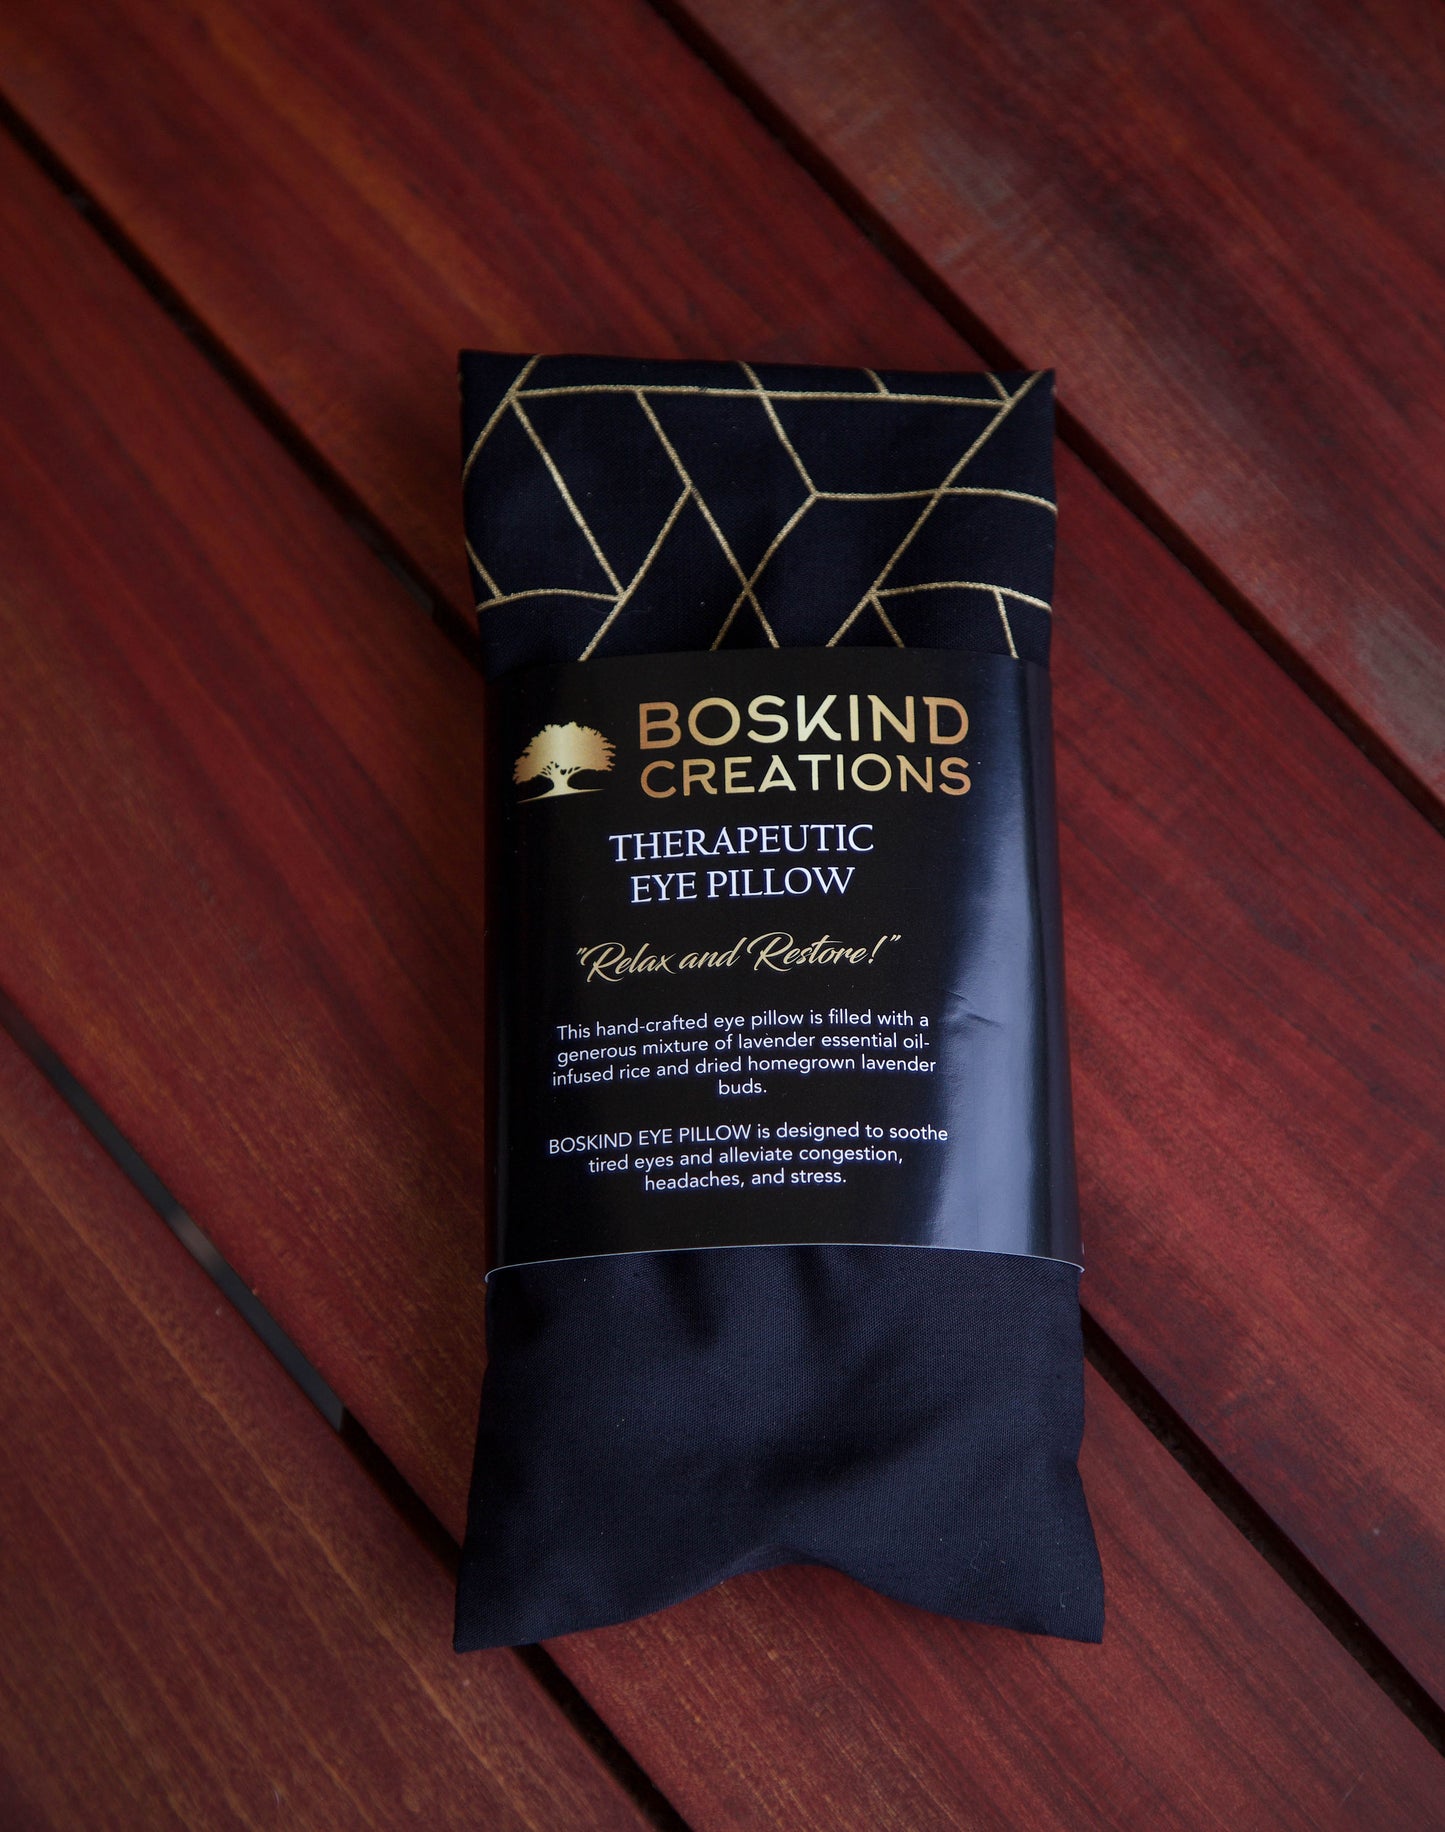 BOSKIND
CREATIONS
THERAPEUTIC
EYE PILLOW
"Relax and Restore!"
This hand-crafted eye pillow is filled with a
generous mixture of lavender essential oil-
infused rice and dried homegrown lavender
buds.
BOSKIND EYE PILLOW is designed to soothe
tired eyes and alleviate congestion,
headaches, and stress.